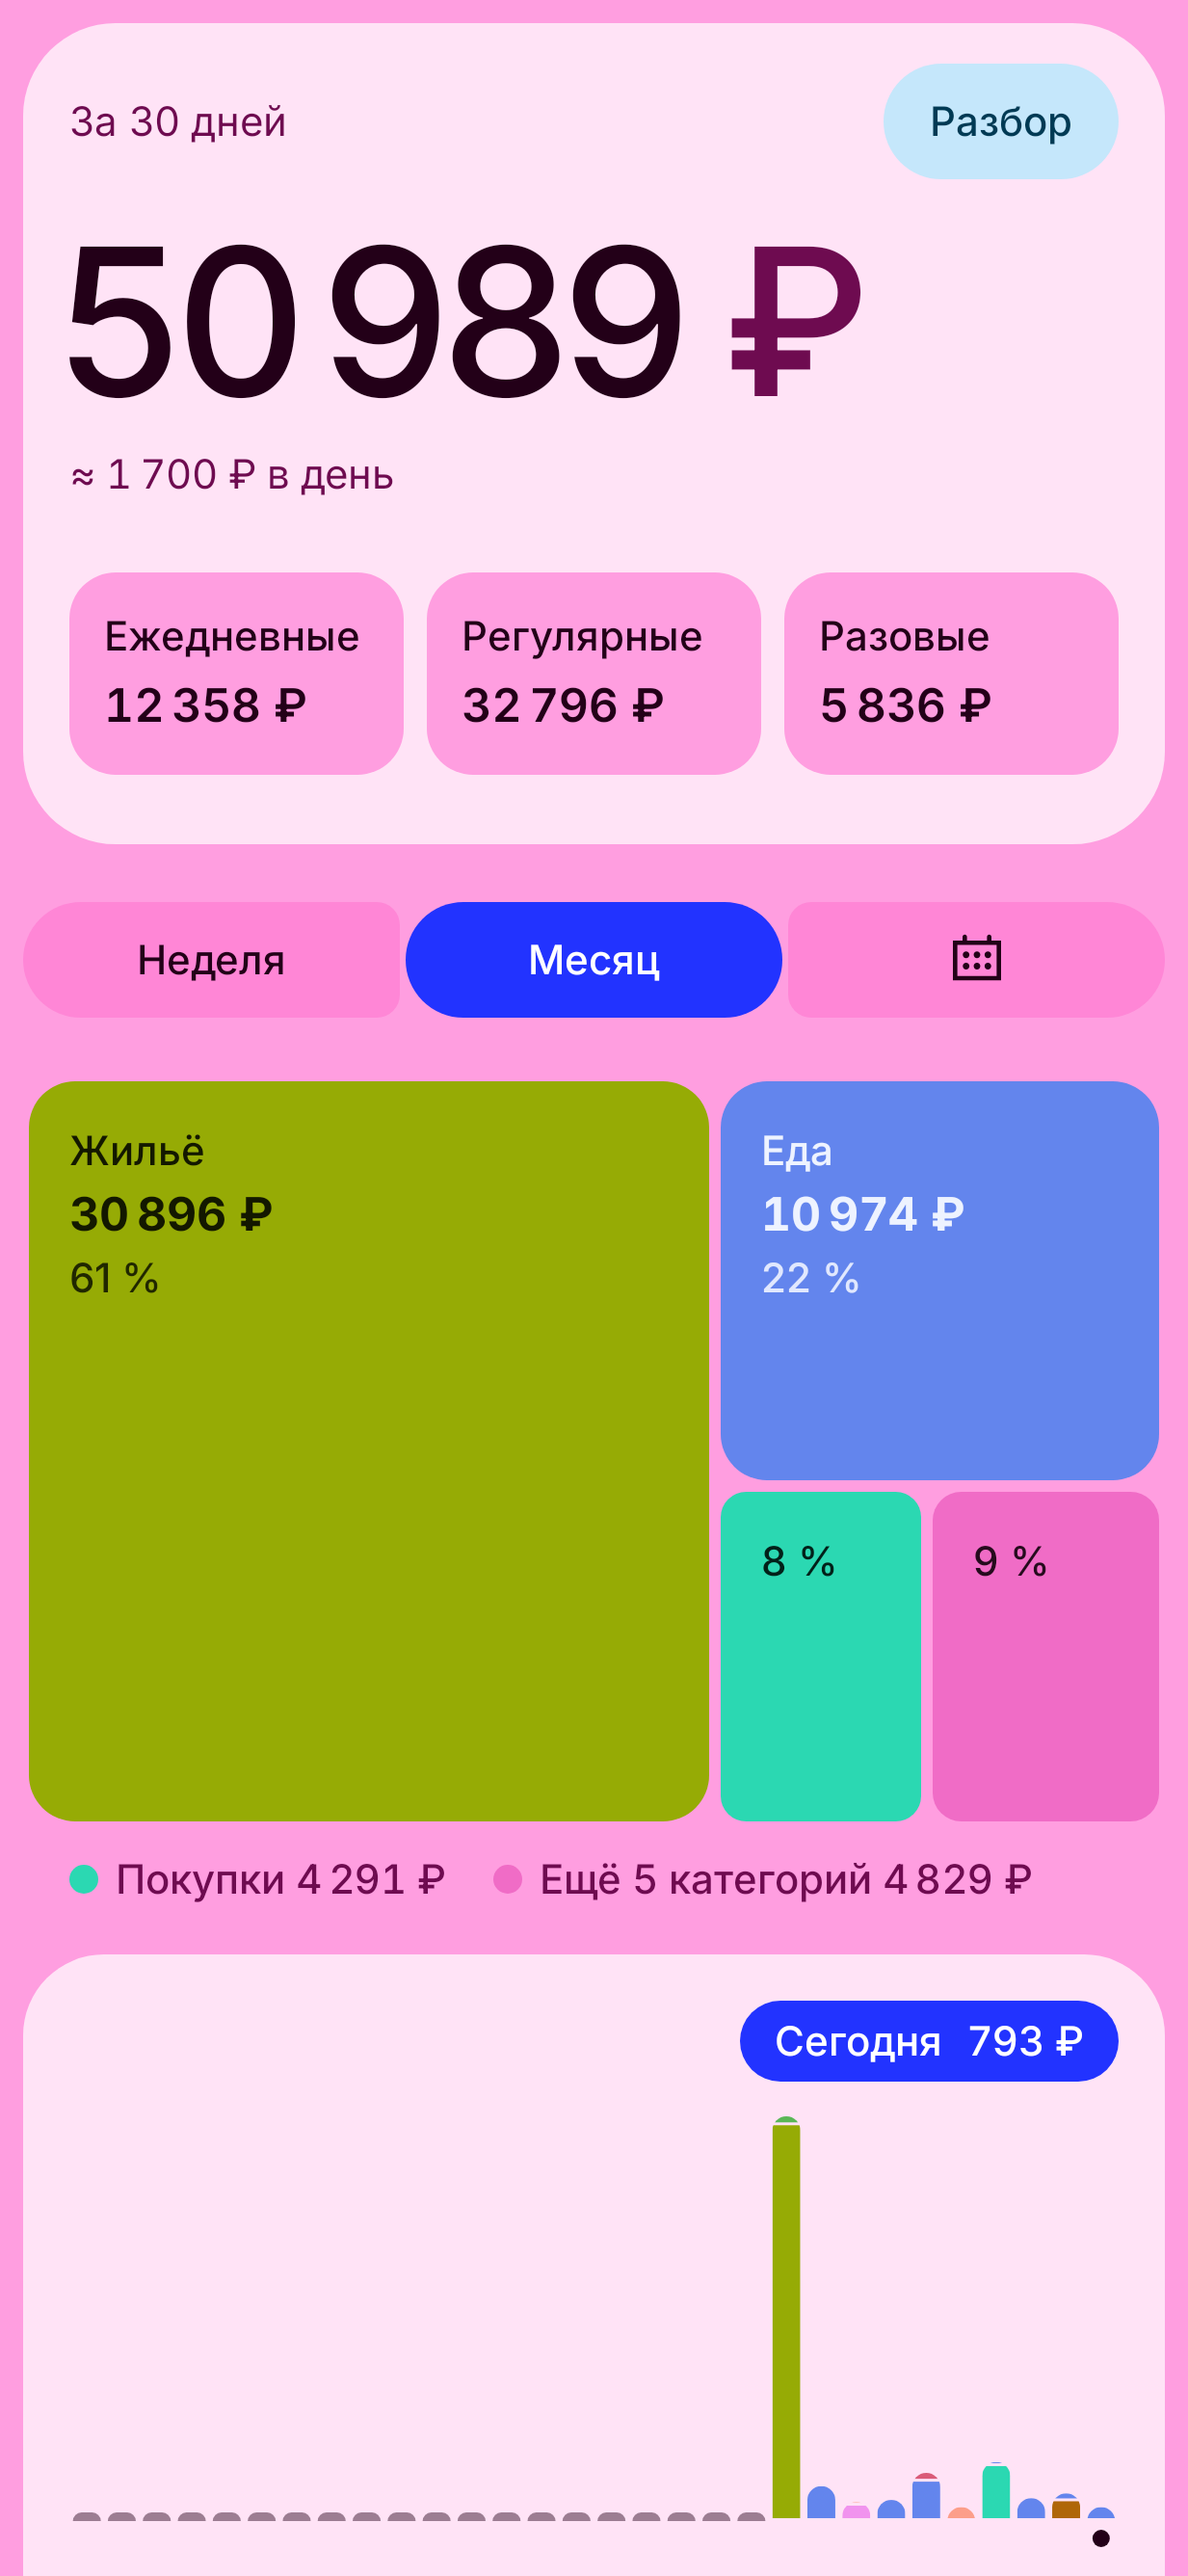 За 30 дней
Разбор
50 989 ₽
≈ 1 700 ₽ в день
Ежедневные
12 358 ₽
Регулярные
32 796 ₽
Разовые
5 836 ₽
Неделя
Месяц
Жильё
30 896 ₽
61 %
Еда
10 974 ₽
22 %
8 %
9 %
Покупки 4 291 ₽
Ещё 5 категорий 4 829 ₽
Сегодня 793 ₽